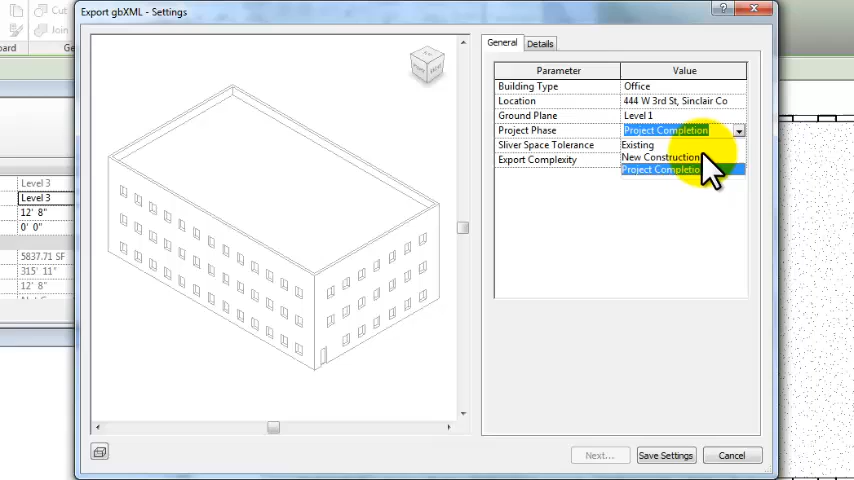 Export gbXML - Settings
?
Cut
Join
General
Details
Parameter
Value
Building Type
Office
Location
444 W 3rd St, Sinclair Co
Ground Plane
Level 1
Project Phase
Project Completion
Sliver Space Tolerance
Existing
Export Complexity
New Construction
Project Completio
Level 3
Level 3
12' 8"
0' 0"
5837.71 SF
315' 11"
12' 8"
Next...
Save Settings
Cancel